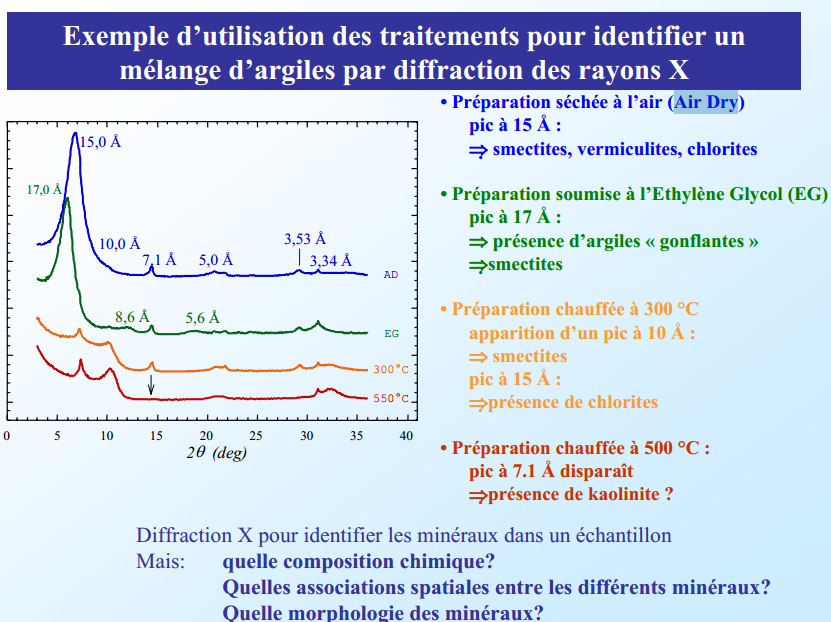 Exemple d’utilisation des traitements pour identifier un
mélange d’argiles par diffraction des rayons X
15,0 Å
17,0 Å
10,0 Å
7,1 Å
5,0 Å
3,53 Å
3,34 Å
AD
8,6 Å
5,6 Å
EG
300°C
550°C
0 5 10 15 20 25 30 35 40
2θ (deg)
• Préparation séchée à l’air (Air Dry)
pic à 15 Å :
⇒ smectites, vermiculites, chlorites
• Préparation soumise à l’Ethylène Glycol (EG)
pic à 17 Å :
⇒ présence d’argiles « gonflantes »
⇒smectites
• Préparation chauffée à 300 °C
apparition d’un pic à 10 Å :
⇒ smectites
pic à 15 Å :
⇒présence de chlorites
• Préparation chauffée à 500 °C :
pic à 7.1 Å disparaît
⇒présence de kaolinite ?
Diffraction X pour identifier les minéraux dans un échantillon
Mais: quelle composition chimique?
Quelles associations spatiales entre les différents minéraux?
Quelle morphologie des minéraux?